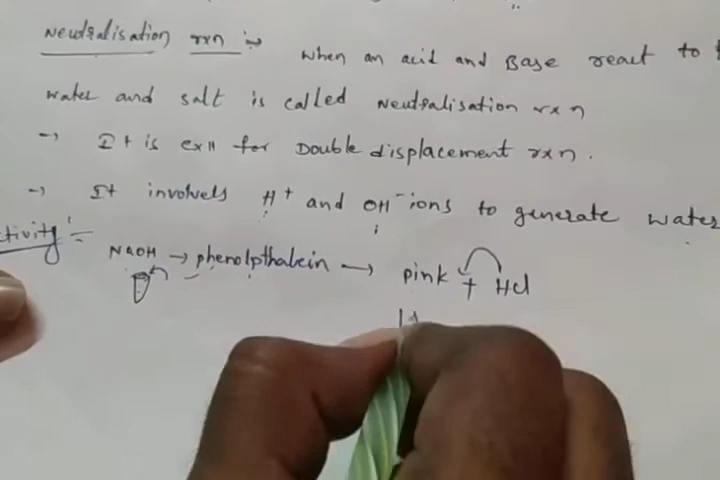 Neutralisation rxn :-
When an acid and Base react to
water and salt is called Neutralisation rxn
→ It is ex11 for Double displacement rxn.
→ It involvels H+ and OH- ions to generate water
ctivity :=
NaOH → phenolpthalein → pink + Hcl